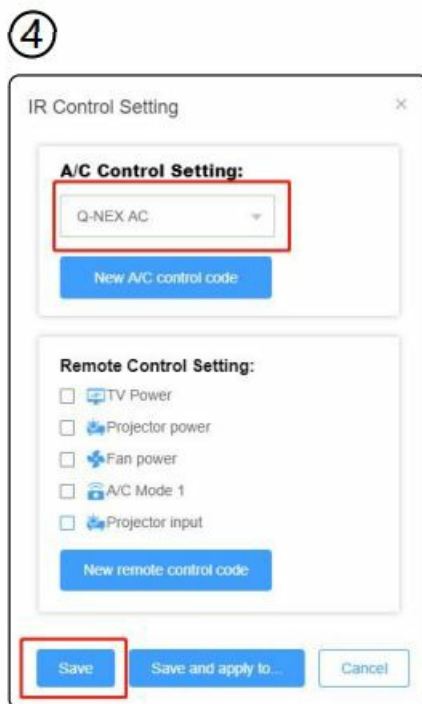 ④
IR Control Setting ×
A/C Control Setting:
Q-NEX AC
New A/C control code
Remote Control Setting:
TV Power
Projector power
Fan power
A/C Mode 1
Projector input
New remote control code
Save Save and apply to... Cancel